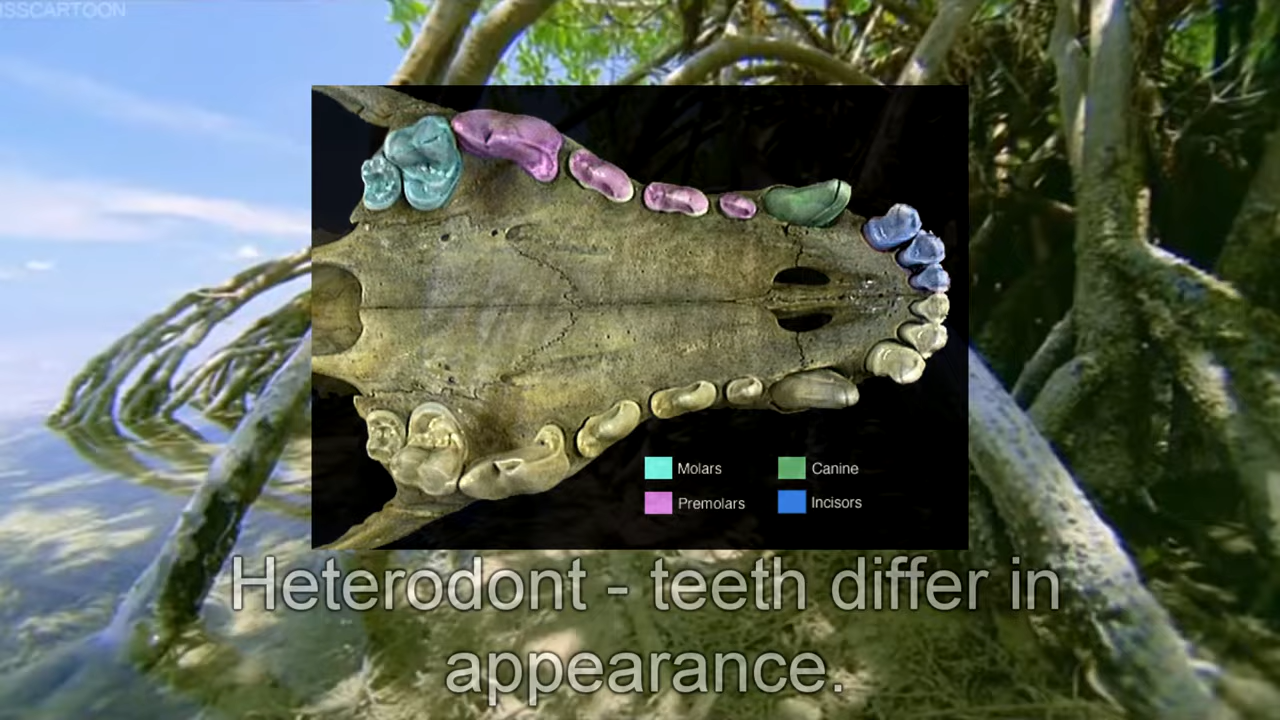 ISSCARTOON
Molars
Canine
Premolars
Incisors
Heterodont - teeth differ in
appearance.